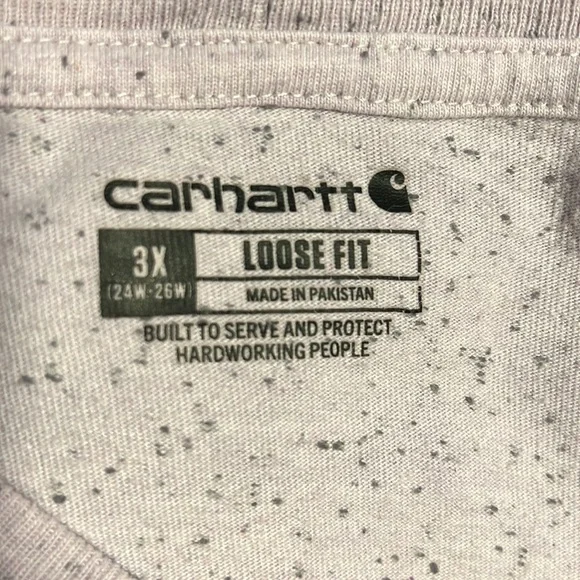 carhartt
3X
(24W-26W)
LOOSE FIT
MADE IN PAKISTAN
BUILT TO SERVE AND PROTECT
HARDWORKING PEOPLE